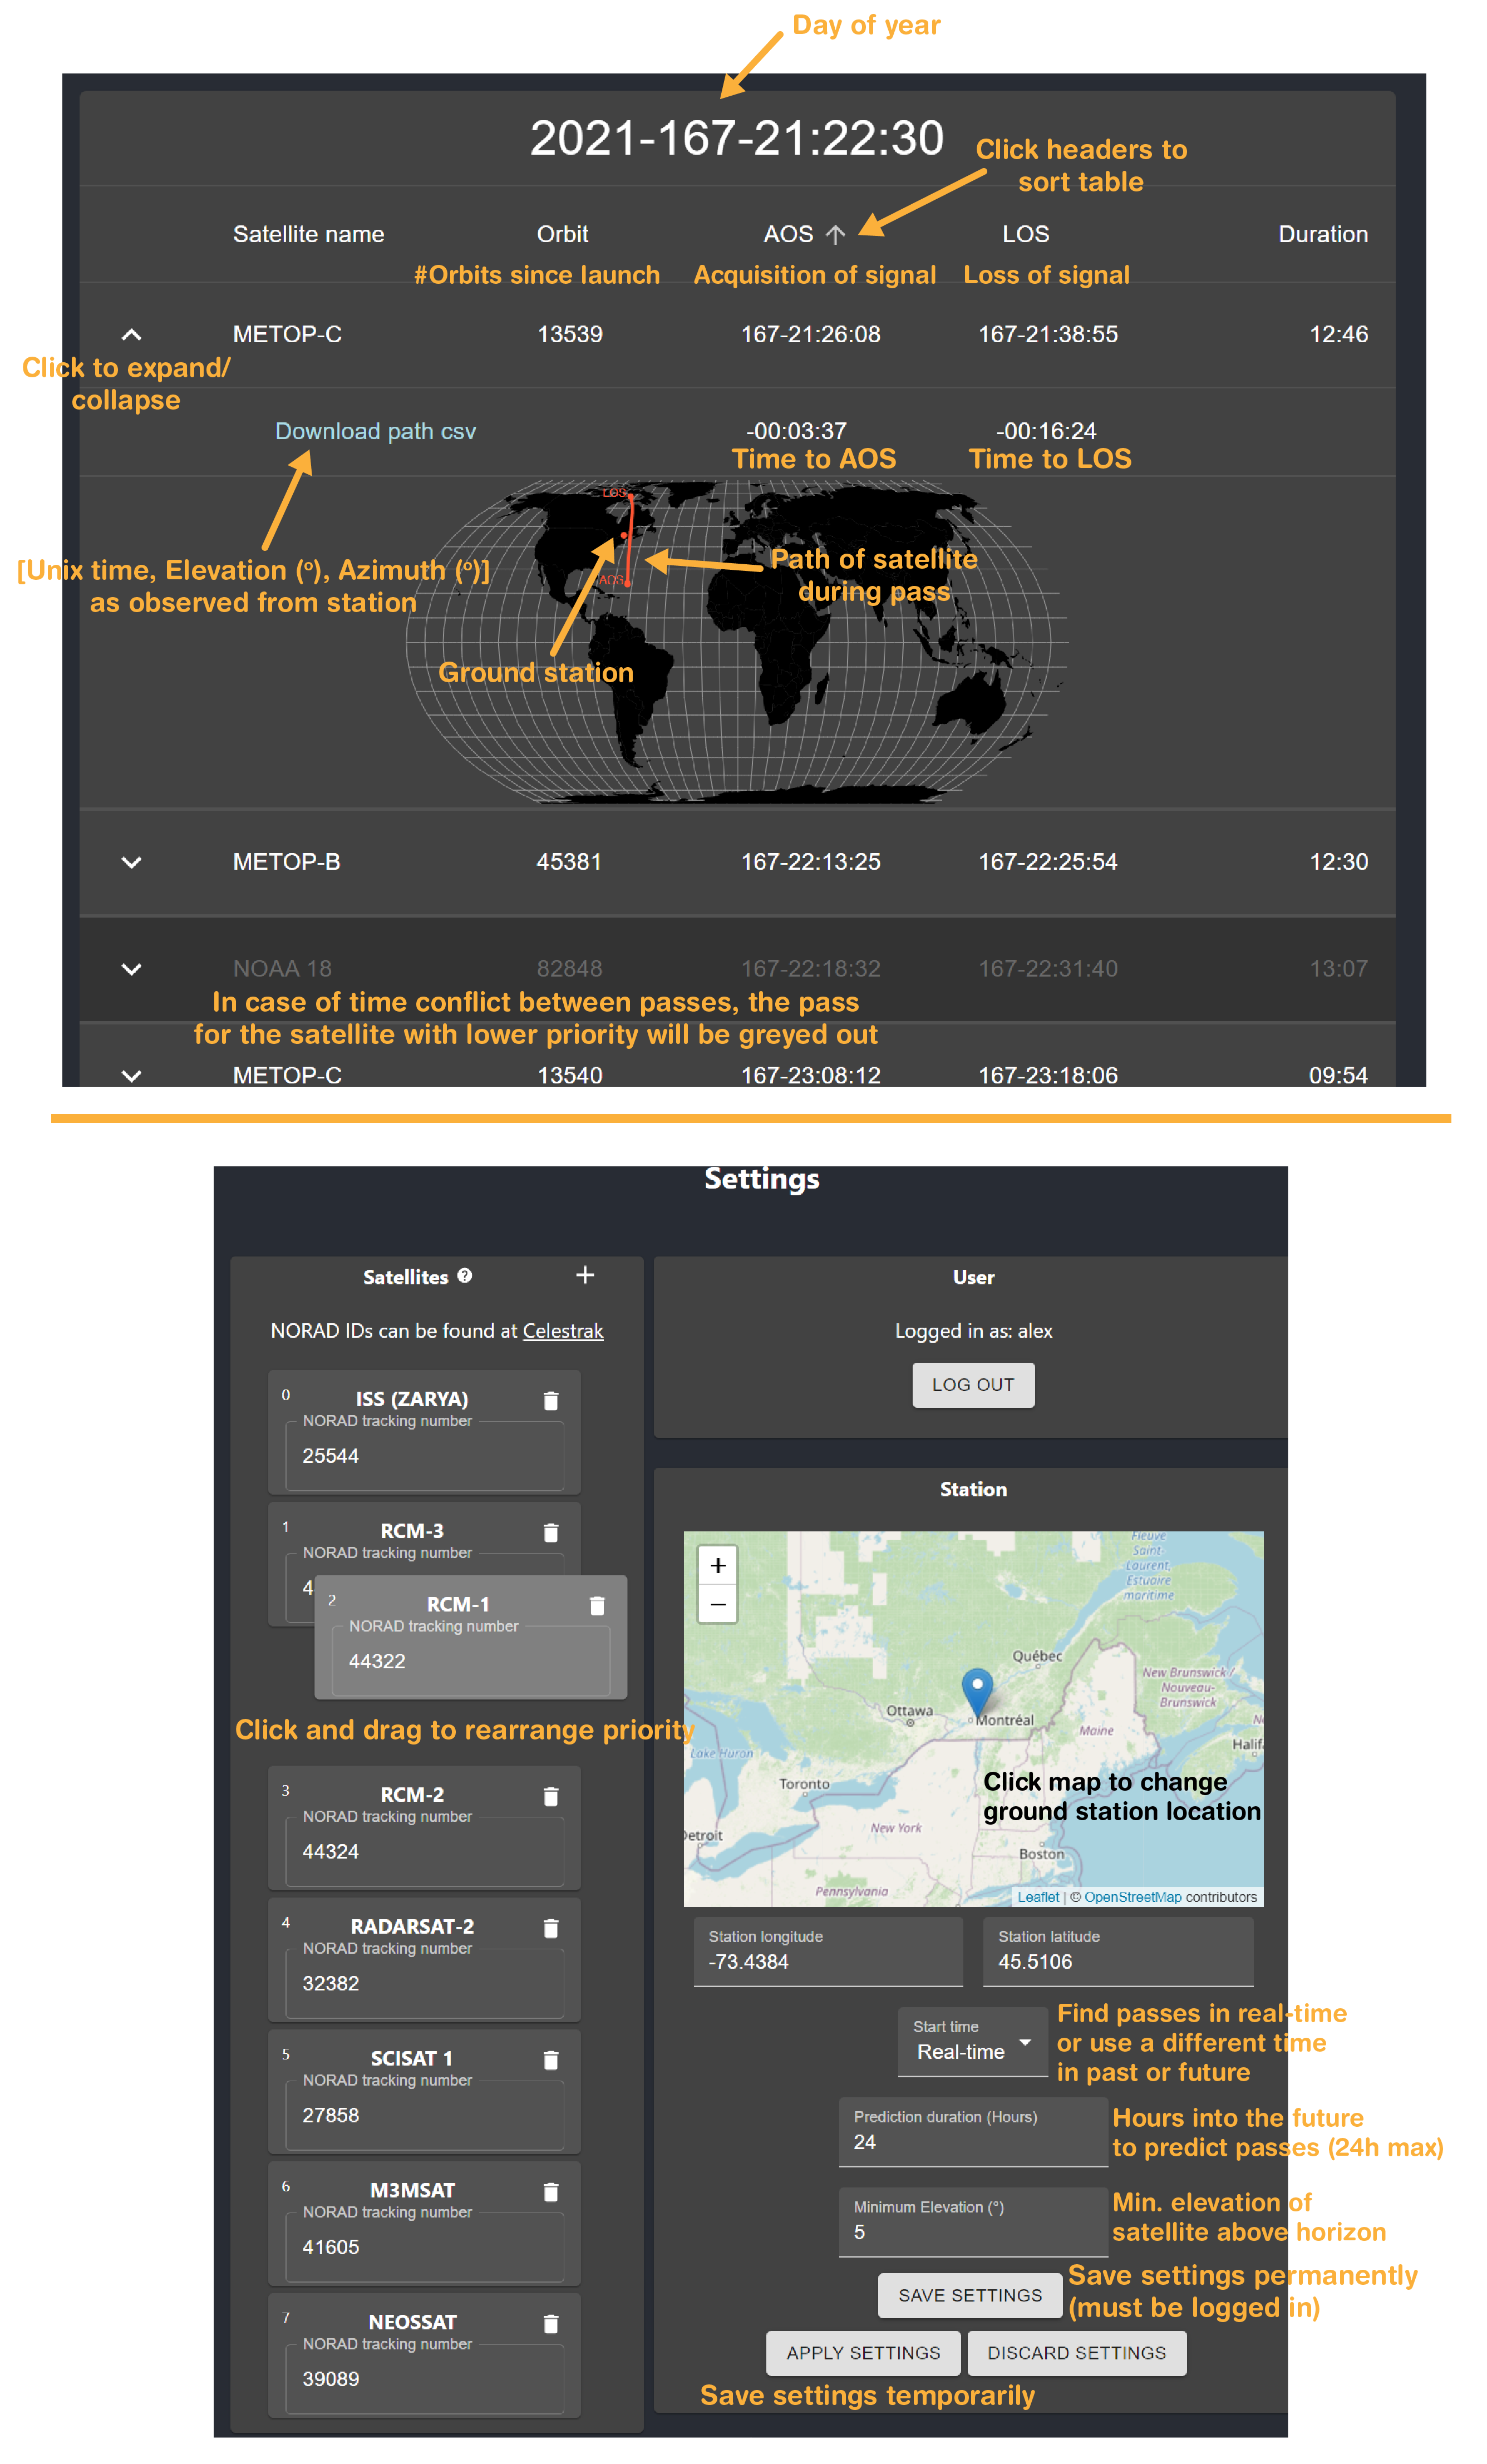 Day of year
2021-167-21:22:30
Click headers to
sort table
Satellite name Orbit AOS LOS Duration
#Orbits since launch Acquisition of signal Loss of signal
METOP-C 13539 167-21:26:08 167-21:38:55 12:46
Click to expand/
collapse
Download path csv -00:03:37 -00:16:24
Time to AOS Time to LOS
LOS
[Unix time, Elevation (º), Azimuth (º)]
as observed from station
Path of satellite
during pass
AOS
Ground station
METOP-B 45381 167-22:13:25 167-22:25:54 12:30
NOAA 18 82848 167-22:18:32 167-22:31:40 13:07
In case of time conflict between passes, the pass
for the satellite with lower priority will be greyed out
METOP-C 13540 167-23:08:12 167-23:18:06 09:54
Settings
Satellites ? +
NORAD IDs can be found at Celestrak
0 ISS (ZARYA)
NORAD tracking number
25544
1 RCM-3
NORAD tracking number
4
2 RCM-1
NORAD tracking number
44322
Click and drag to rearrange priority
3 RCM-2
NORAD tracking number
44324
4 RADARSAT-2
NORAD tracking number
32382
5 SCISAT 1
NORAD tracking number
27858
6 M3MSAT
NORAD tracking number
41605
7 NEOSSAT
NORAD tracking number
39089
User
Logged in as: alex
LOG OUT
Station
+
−
Fleuve
Saint-
Laurent,
Estuaire
maritime
Québec
New Brunswick /
Nouveau-
Brunswick
Ottawa
Montréal
Maine
N
Halif
Lake Huron
Toronto
Click map to change
ground station location
New York
Detroit
Boston
Pennsylvania
Leaflet | © OpenStreetMap contributors
Station longitude
-73.4384
Station latitude
45.5106
Start time
Real-time
Find passes in real-time
or use a different time
in past or future
Prediction duration (Hours)
24
Hours into the future
to predict passes (24h max)
Minimum Elevation (°)
5
Min. elevation of
satellite above horizon
SAVE SETTINGS
Save settings permanently
(must be logged in)
APPLY SETTINGS DISCARD SETTINGS
Save settings temporarily